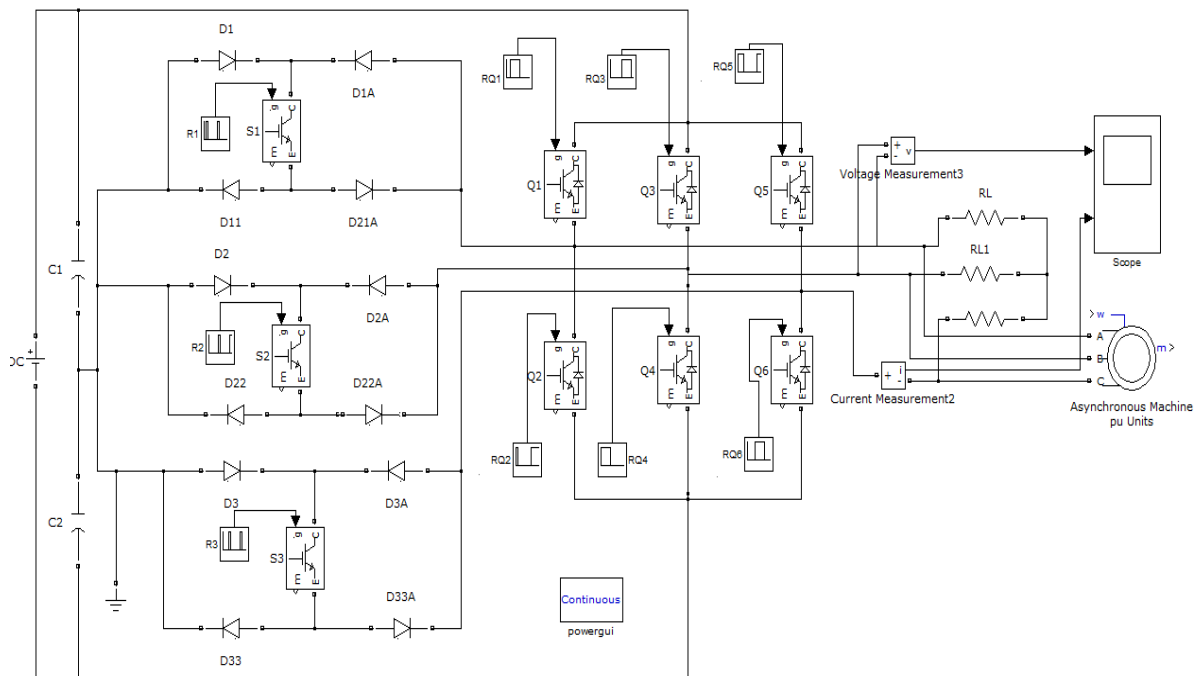 D1
D1A
R1
g
C
S1
E
E
D11
D21A
D2
D2A
R2
g
C
S2
E
E
D22
D22A
D3
D3A
R3
g
C
S3
E
E
D33
D33A
C1
C2
DC
+
RQ1
RQ3
RQ5
g
C
Q1
E
E
g
C
Q3
E
E
g
C
Q5
E
E
RQ2
RQ4
RQ6
g
C
Q2
E
E
g
C
Q4
E
E
g
C
Q6
E
E
+
-
v
Voltage Measurement3
RL
RL1
Scope
+
i
-
Current Measurement2
w
A
B
C
m
Asynchronous Machine
pu Units
Continuous
powergui